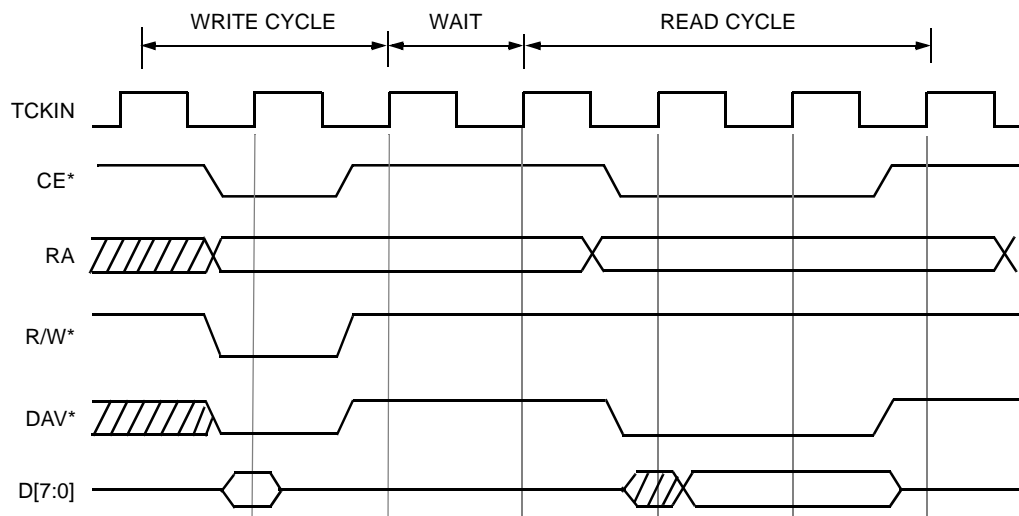 WRITE CYCLE WAIT READ CYCLE
TCKIN
CE*
RA
R/W*
DAV*
D[7:0]